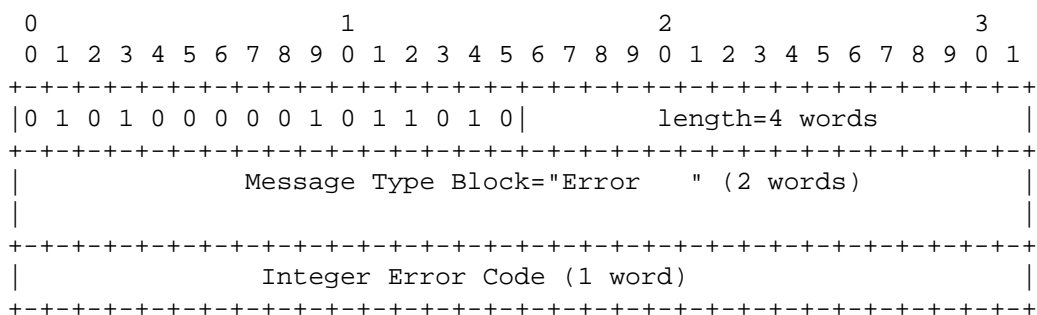 0                   1                   2                   3
 0 1 2 3 4 5 6 7 8 9 0 1 2 3 4 5 6 7 8 9 0 1 2 3 4 5 6 7 8 9 0 1
+-+-+-+-+-+-+-+-+-+-+-+-+-+-+-+-+-+-+-+-+-+-+-+-+-+-+-+-+-+-+-+-+
|0 1 0 1 0 0 0 0 0 1 0 1 1 0 1 0|        length=4 words         |
+-+-+-+-+-+-+-+-+-+-+-+-+-+-+-+-+-+-+-+-+-+-+-+-+-+-+-+-+-+-+-+-+
|              Message Type Block="Error   " (2 words)          |
|                                                               |
+-+-+-+-+-+-+-+-+-+-+-+-+-+-+-+-+-+-+-+-+-+-+-+-+-+-+-+-+-+-+-+-+
|               Integer Error Code (1 word)                     |
+-+-+-+-+-+-+-+-+-+-+-+-+-+-+-+-+-+-+-+-+-+-+-+-+-+-+-+-+-+-+-+-+